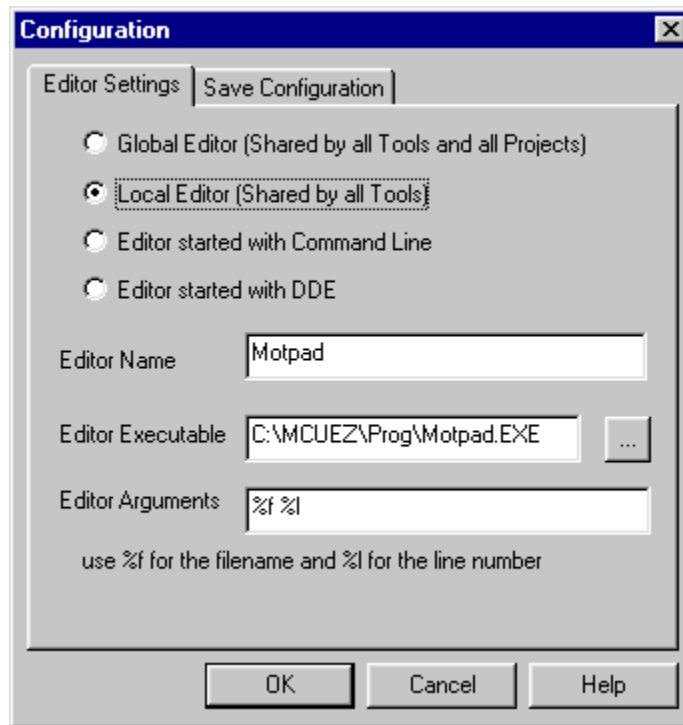 Configuration
Editor Settings
Save Configuration
Global Editor (Shared by all Tools and all Projects)
Local Editor (Shared by all Tools)
Editor started with Command Line
Editor started with DDE
Editor Name
Motpad
Editor Executable
C:\MCUEZ\Prog\Motpad.EXE
...
Editor Arguments
%f %l
use %f for the filename and %l for the line number
OK
Cancel
Help